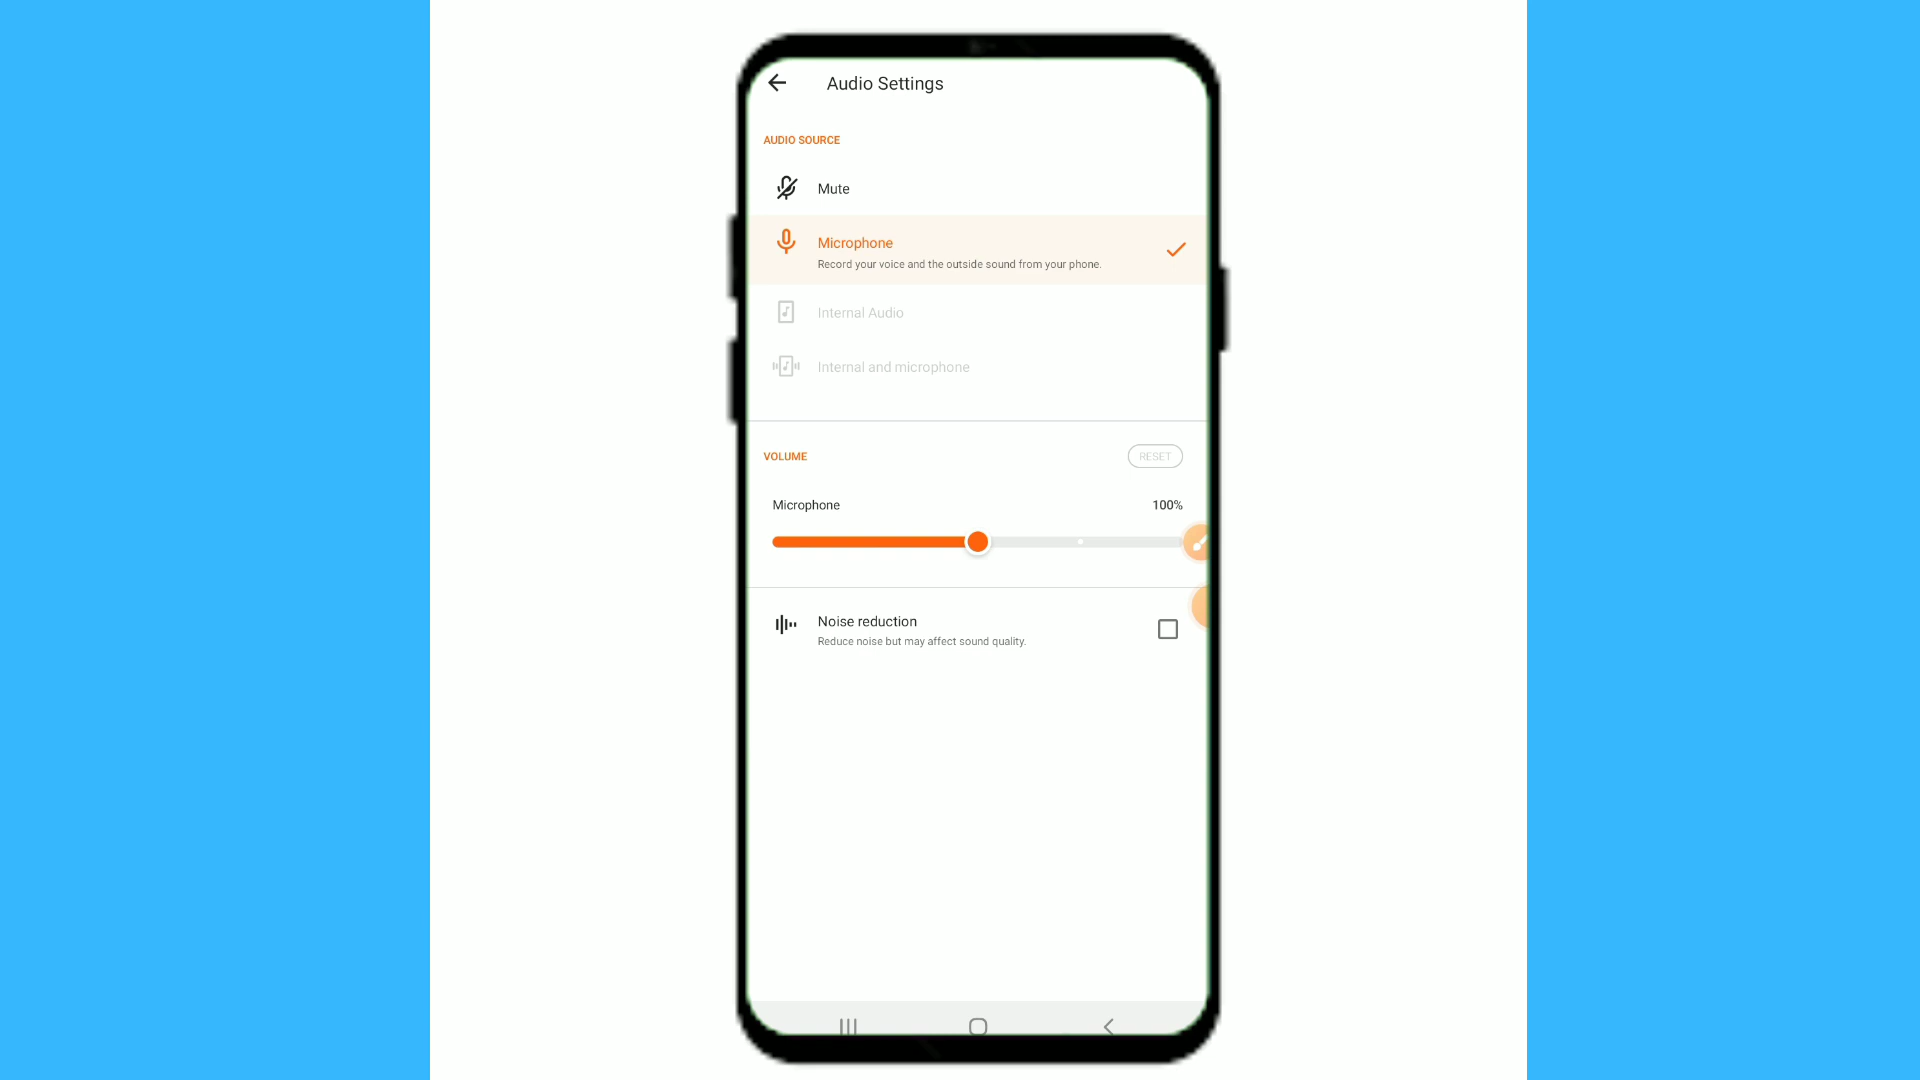 Audio Settings
AUDIO SOURCE
Mute
Microphone
Record your voice and the outside sound from your phone.
Internal Audio
Internal and microphone
VOLUME
RESET
Microphone
100%
Noise reduction
Reduce noise but may affect sound quality.